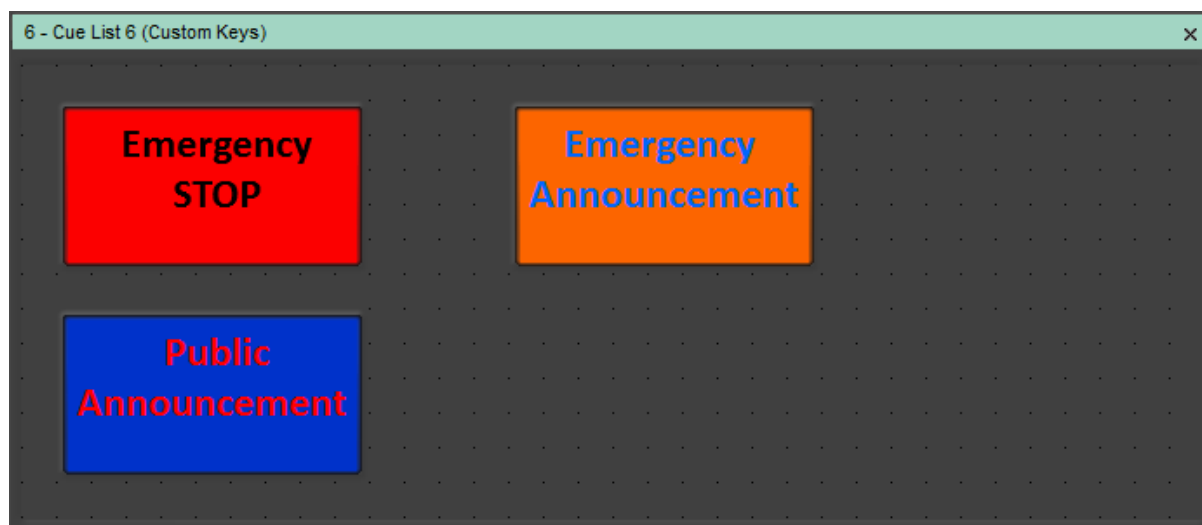 6 - Cue List 6 (Custom Keys)
Emergency
STOP
Emergency
Announcement
Public
Announcement